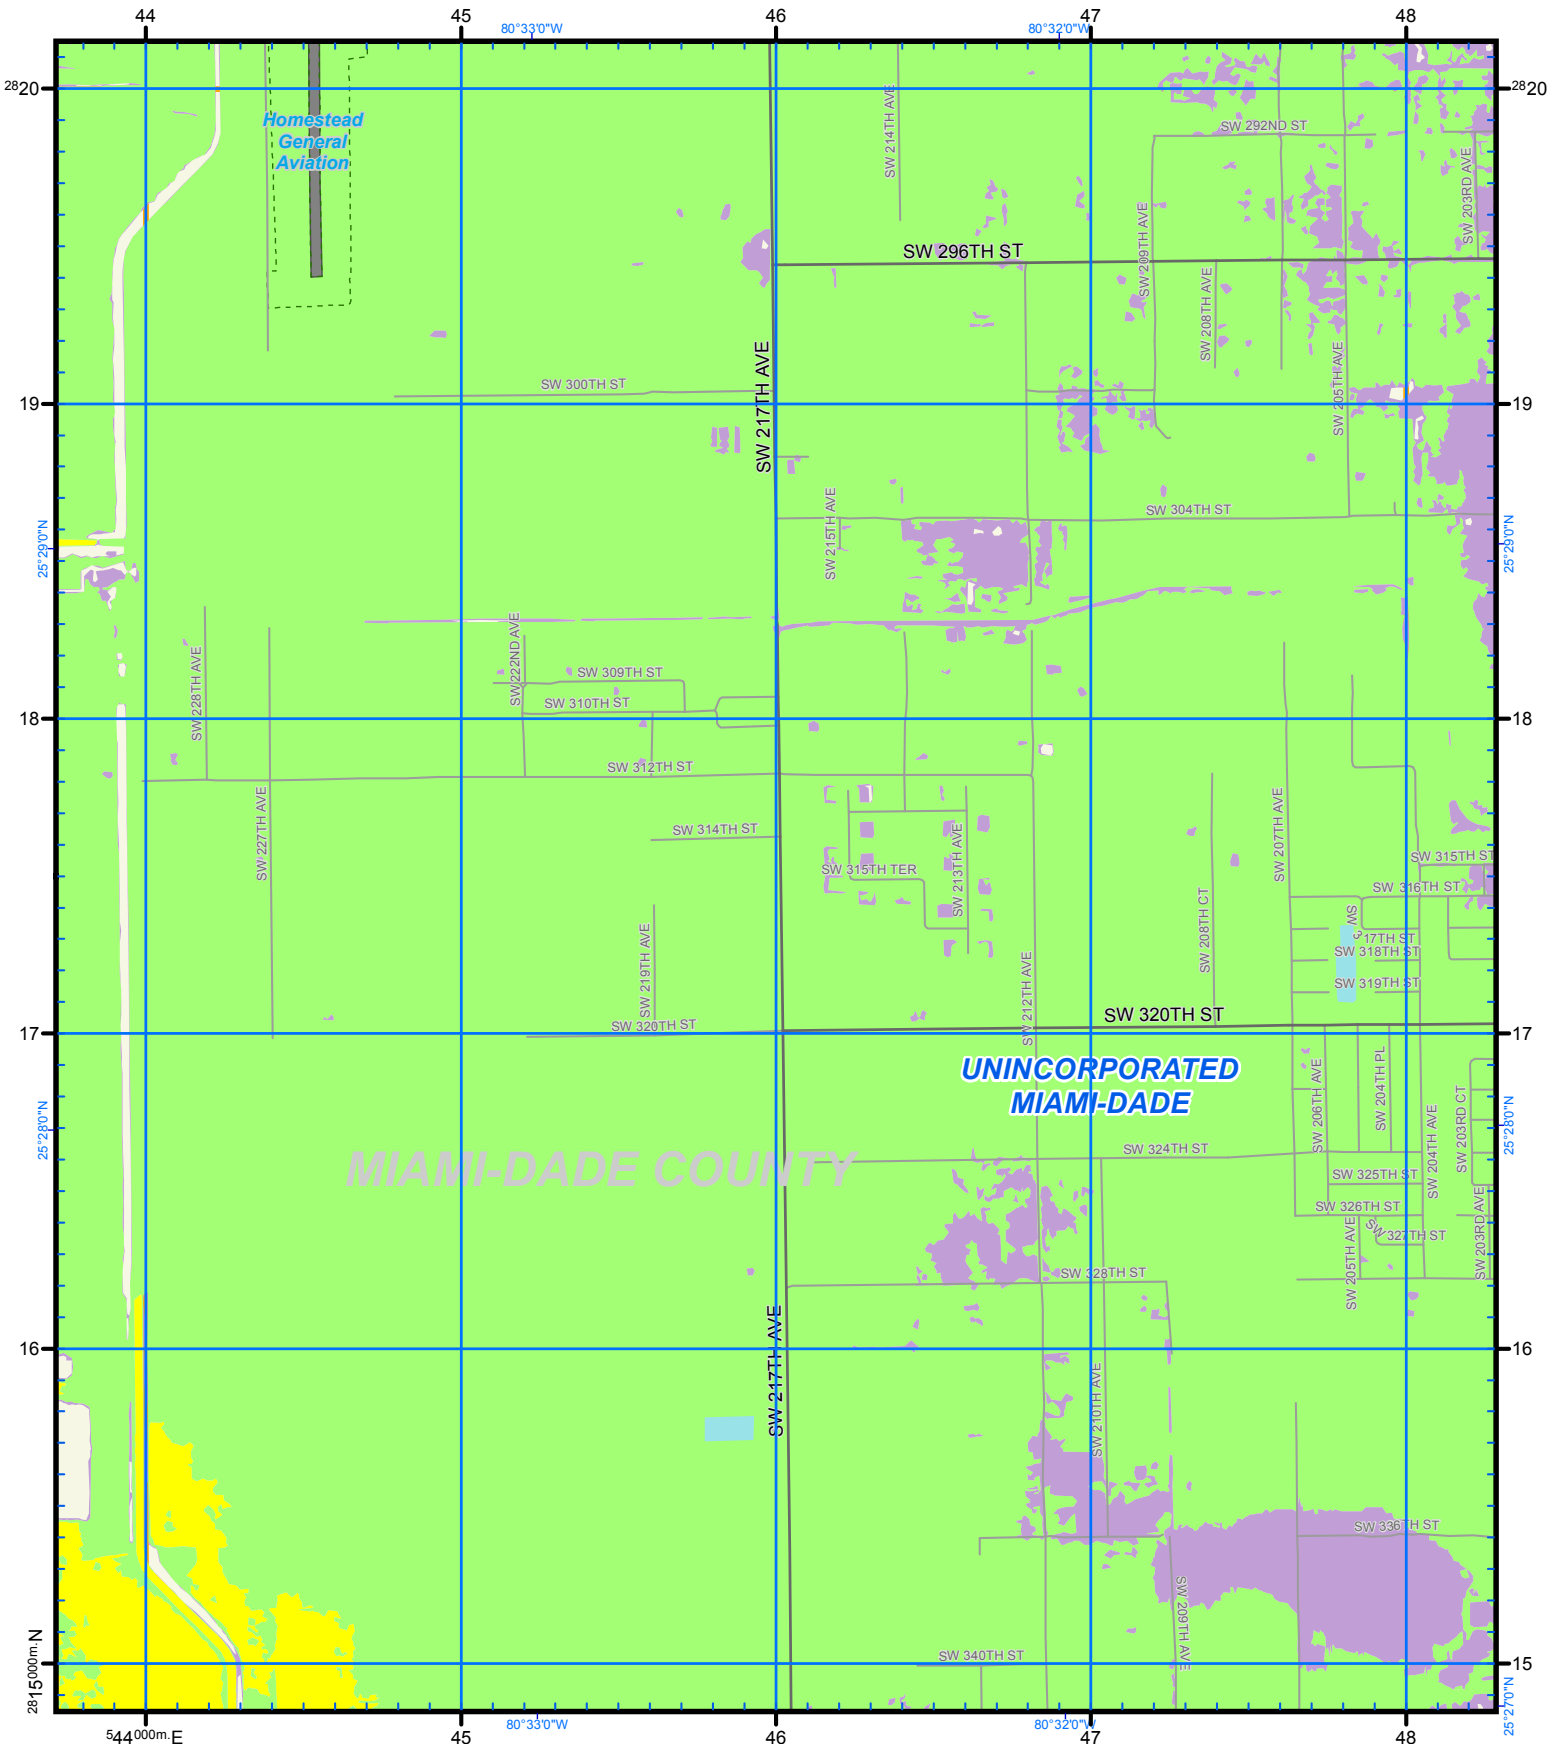 44
45
46
47
48
80°33'0"W
80°32'0"W
²⁸20
²⁸20
Homestead
General
Aviation
SW 214TH AVE
SW 292ND ST
SW 203RD AVE
SW 209TH AVE
SW 296TH ST
SW 208TH AVE
SW 217TH AVE
SW 205TH AVE
SW 300TH ST
19
19
SW 215TH AVE
SW 304TH ST
25°29'0"N
25°29'0"N
SW 222ND AVE
SW 228TH AVE
SW 309TH ST
SW 310TH ST
18
18
SW 312TH ST
SW 227TH AVE
SW 314TH ST
SW 207TH AVE
SW 213TH AVE
SW 315TH TER
SW 315TH ST
SW 316TH ST
SW 208TH CT
SW 317TH ST
SW 318TH ST
SW 319TH ST
SW 219TH AVE
SW 212TH AVE
SW 320TH ST
SW 320TH ST
17
17
UNINCORPORATED
MIAMI-DADE
SW 206TH AVE
SW 204TH PL
SW 203RD CT
SW 204TH AVE
25°28'0"N
25°28'0"N
SW 324TH ST
MIAMI-DADE COUNTY
SW 325TH ST
SW 326TH ST
SW 327TH ST
SW 203RD AVE
SW 205TH AVE
SW 328TH ST
16
16
SW 217TH AVE
SW 210TH AVE
SW 336TH ST
SW 209TH AVE
SW 340TH ST
²⁸15⁰⁰⁰ᵐ·N
15
25°27'0"N
⁵44⁰⁰⁰ᵐ·E
45
80°33'0"W
46
80°32'0"W
47
48